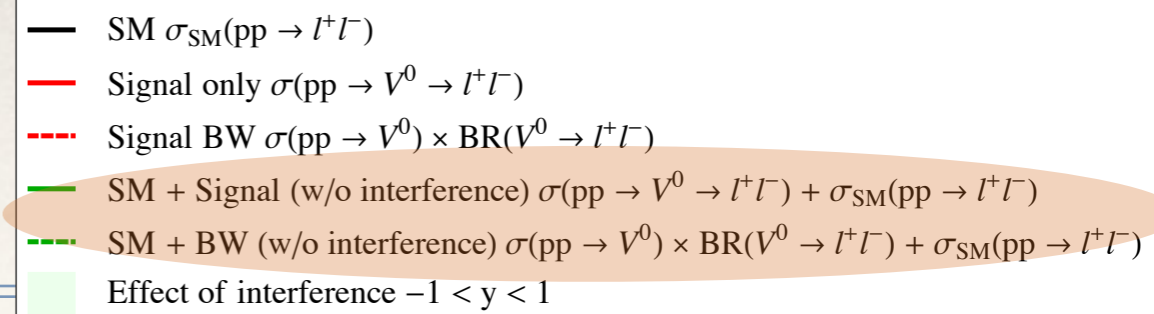 SM σ_SM(pp → l⁺l⁻)
Signal only σ(pp → V⁰ → l⁺l⁻)
Signal BW σ(pp → V⁰) × BR(V⁰ → l⁺l⁻)
SM + Signal (w/o interference) σ(pp → V⁰ → l⁺l⁻) + σ_SM(pp → l⁺l⁻)
SM + BW (w/o interference) σ(pp → V⁰) × BR(V⁰ → l⁺l⁻) + σ_SM(pp → l⁺l⁻)
Effect of interference −1 < y < 1